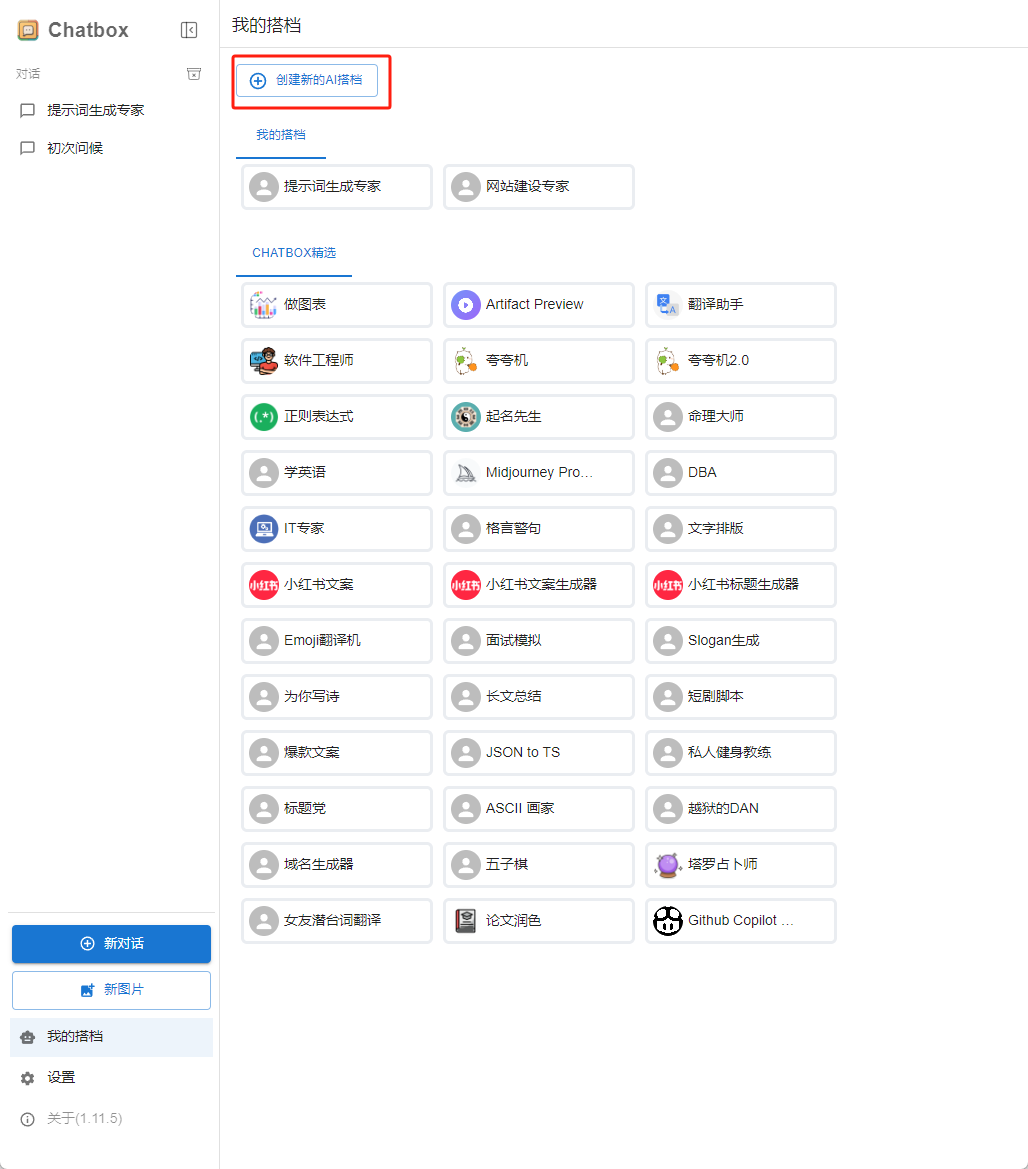 Chatbox
对话
提示词生成专家
初次问候
新对话
新图片
我的搭档
设置
关于(1.11.5)
我的搭档
创建新的AI搭档
我的搭档
提示词生成专家
网站建设专家
CHATBOX精选
做图表
Artifact Preview
翻译助手
软件工程师
夸夸机
夸夸机2.0
(.*)
正则表达式
起名先生
命理大师
学英语
Midjourney Pro...
DBA
IT专家
格言警句
文字排版
小红书
小红书文案
小红书
小红书文案生成器
小红书
小红书标题生成器
Emoji翻译机
面试模拟
Slogan生成
为你写诗
长文总结
短剧脚本
爆款文案
JSON to TS
私人健身教练
标题党
ASCII 画家
越狱的DAN
域名生成器
五子棋
塔罗占卜师
女友潜台词翻译
论文润色
Github Copilot ...